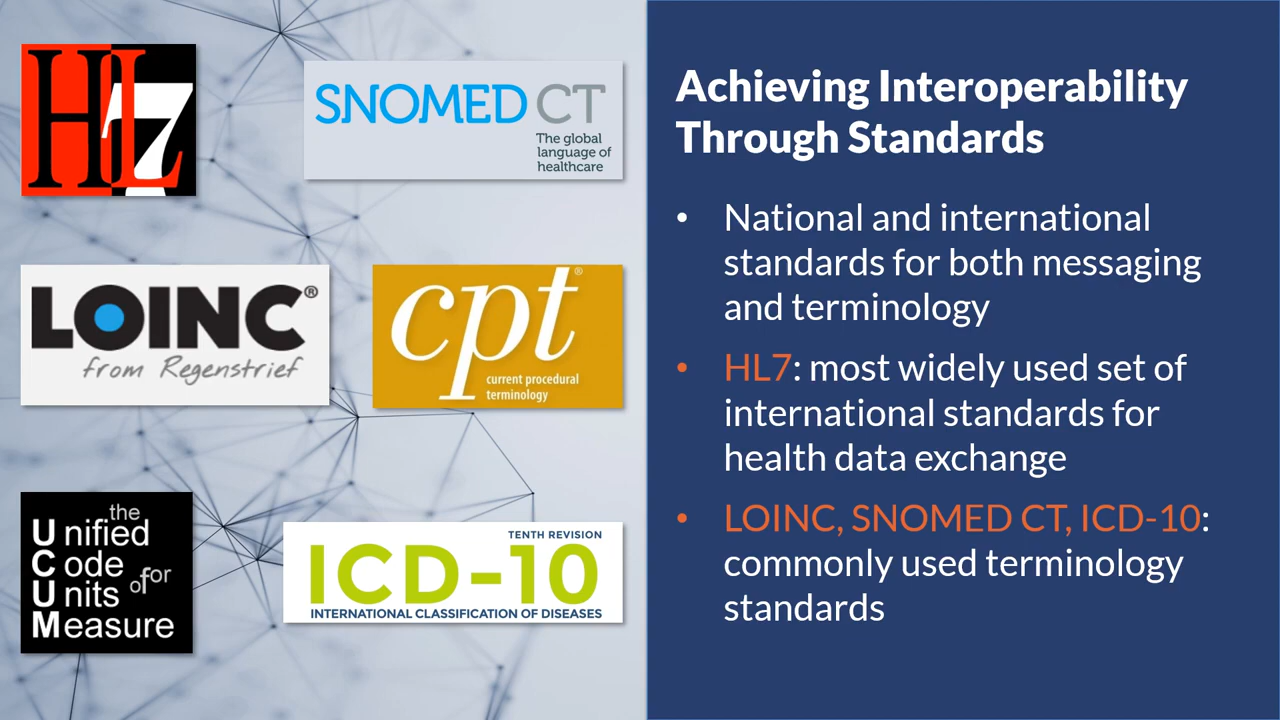 HL7
SNOMED CT
The global
language of
healthcare
LOINC®
from Regenstrief
cpt®
current procedural
terminology
the
Unified
Code
Units of for
Measure
TENTH REVISION
ICD-10
INTERNATIONAL CLASSIFICATION OF DISEASES
Achieving Interoperability
Through Standards
• National and international
standards for both messaging
and terminology
• HL7: most widely used set of
international standards for
health data exchange
• LOINC, SNOMED CT, ICD-10:
commonly used terminology
standards